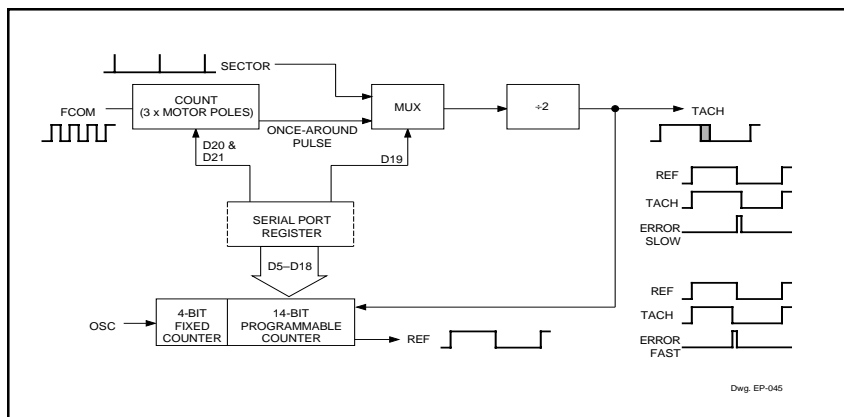 SECTOR
FCOM
COUNT
(3 x MOTOR POLES)
MUX
÷2
TACH
ONCE-AROUND
PULSE
D20 &
D21
D19
REF
TACH
ERROR
SLOW
SERIAL PORT
REGISTER
D5–D18
OSC
4-BIT
FIXED
COUNTER
14-BIT
PROGRAMMABLE
COUNTER
REF
REF
TACH
ERROR
FAST
Dwg. EP-045